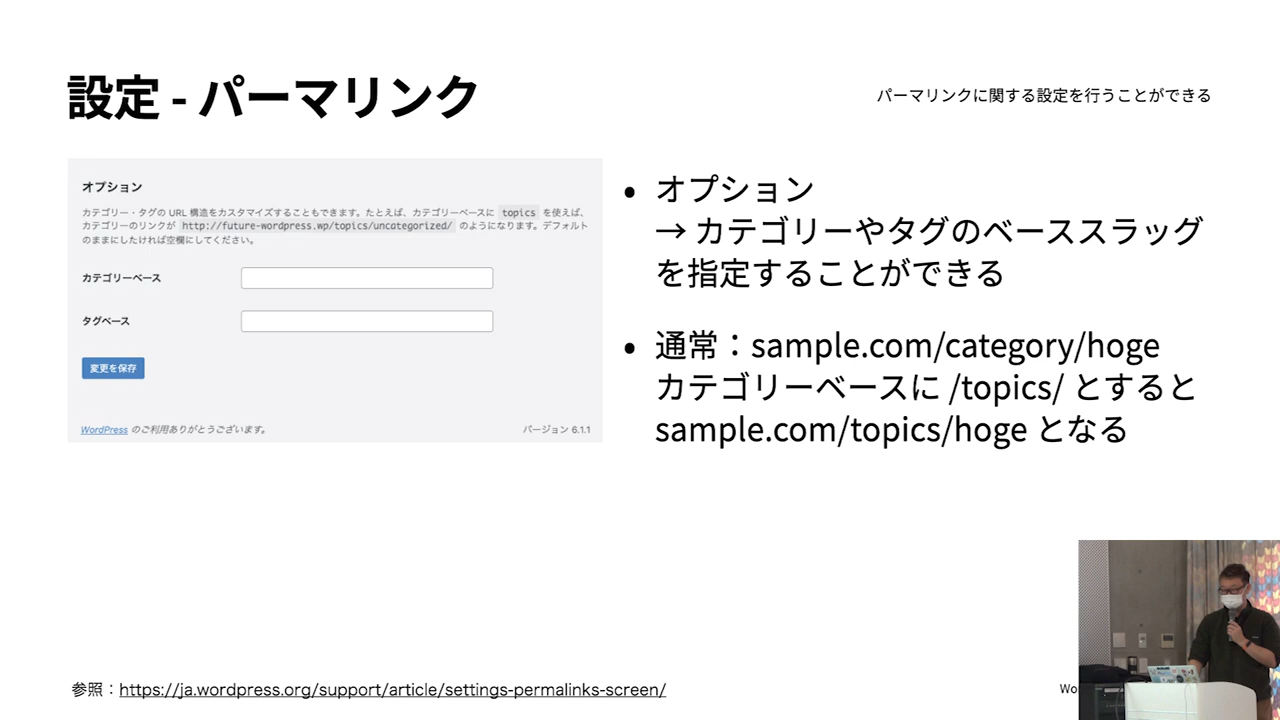 設定 - パーマリンク
パーマリンクに関する設定を行うことができる
オプション
カテゴリー・タグの URL 構造をカスタマイズすることもできます。たとえば、カテゴリーベースに topics を使えば、
カテゴリーのリンクが http://future-wordpress.wp/topics/uncategorized/ のようになります。デフォルト
のままにしたければ空欄にしてください。
カテゴリーベース
タグベース
変更を保存
WordPress のご利用ありがとうございます。
バージョン 6.1.1
• オプション
→ カテゴリーやタグのベーススラッグ
を指定することができる
• 通常：sample.com/category/hoge
カテゴリーベースに /topics/ とすると
sample.com/topics/hoge となる
参照：https://ja.wordpress.org/support/article/settings-permalinks-screen/